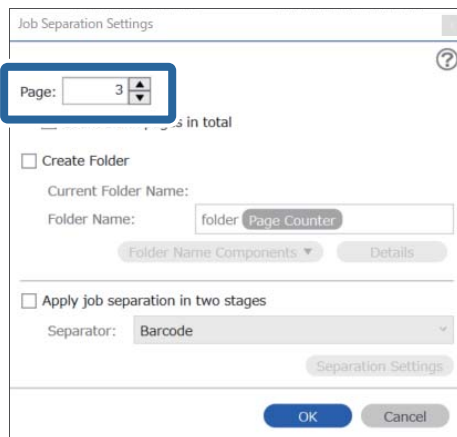 Job Separation Settings
?
Page: 3
in total
Create Folder
Current Folder Name:
Folder Name: folder Page Counter
Folder Name Components ▼ Details
Apply job separation in two stages
Separator: Barcode
Separation Settings
OK Cancel